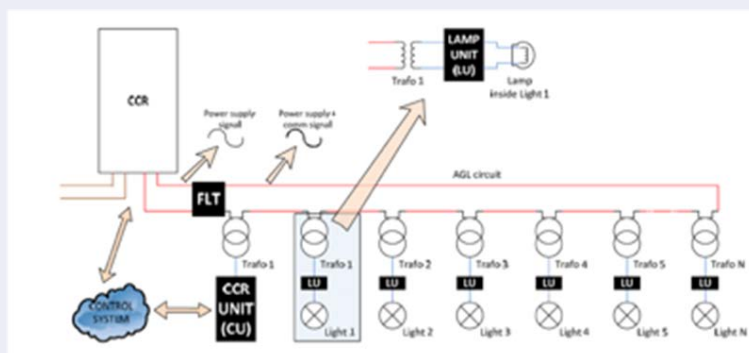 CCR
Power supply
signall
Power supply+
comm signall
Trafo 1
LAMP
UNIT
(LU)
Lamp
inside Light 1
AGL circuit
FLT
Trafo 1
Trafo 1
Trafo 2
Trafo 3
Trafo 4
Trafo 5
Trafo N
CCR
UNIT
(CU)
LU
LU
LU
LU
LU
LU
CONTROL
SYSTEM
Light 1
Light 2
Light 3
Light 4
Light 5
Light N